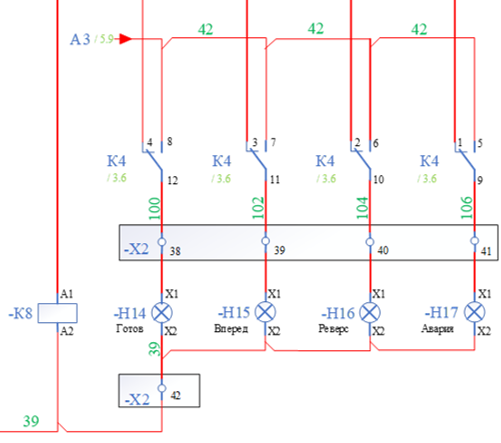 42 42 42
A3 / 5.9
4 8 3 7 2 6 1 5
K4 K4 K4 K4
/ 3.6 / 3.6 / 3.6 / 3.6
12 11 10 9
100 102 104 106
-X2 38 39 40 41
A1 X1 X1 X1 X1
-K8 -H14 -H15 -H16 -H17
A2 Готов X2 Вперед X2 Реверс X2 Авария X2
39
-X2 42
39